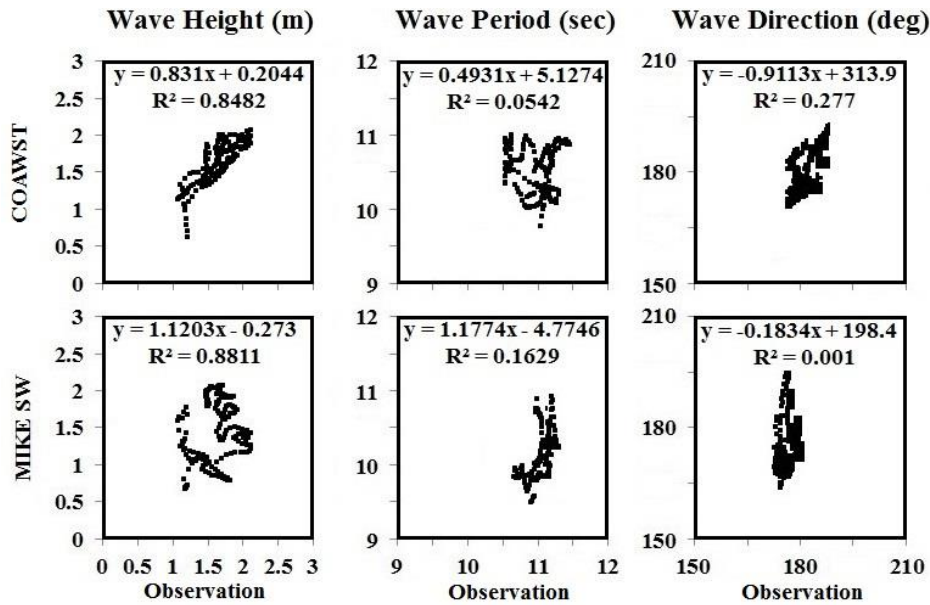 Wave Height (m) Wave Period (sec) Wave Direction (deg)
3 12 210
y = 0.831x + 0.2044 y = 0.4931x + 5.1274 y = -0.9113x + 313.9
2.5
R² = 0.8482 R² = 0.0542 R² = 0.277
2 11
COAWST
1.5 180
1 10
0.5
0 9 150
3 12 210
y = 1.1203x - 0.273 y = 1.1774x - 4.7746 y = -0.1834x + 198.4
2.5
R² = 0.8811 R² = 0.1629 R² = 0.001
2 11
MIKE SW
1.5 180
1 10
0.5
0 9 150
0 0.5 1 1.5 2 2.5 3 9 10 11 12 150 180 210
Observation Observation Observation